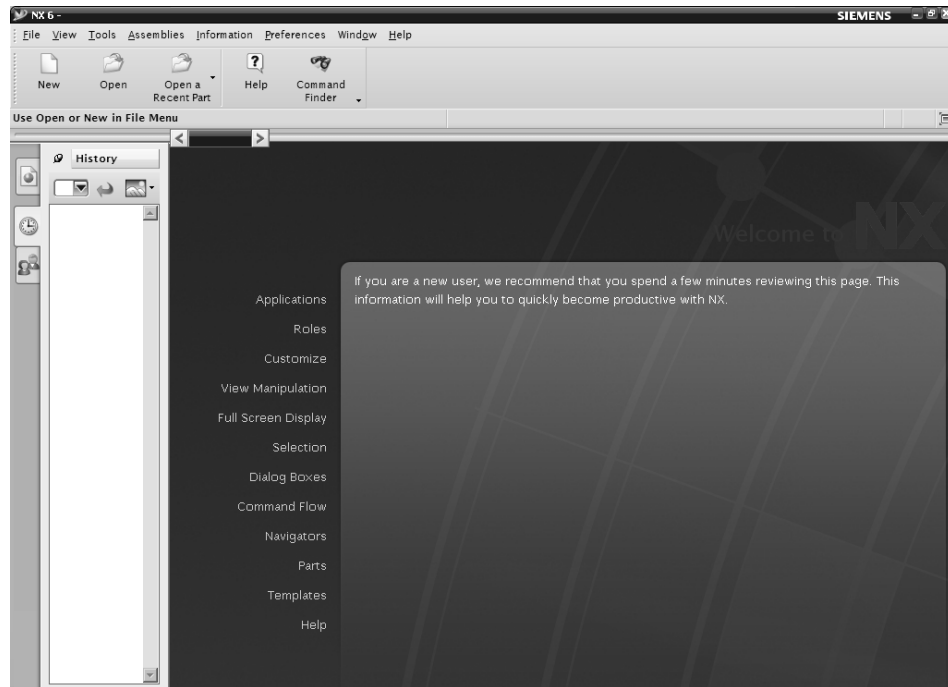 NX 6 -
SIEMENS
File View Tools Assemblies Information Preferences Window Help
New
Open
Open a
Recent Part
Help
Command
Finder
Use Open or New in File Menu
History
Welcome to NX
If you are a new user, we recommend that you spend a few minutes reviewing this page. This
information will help you to quickly become productive with NX.
Applications
Roles
Customize
View Manipulation
Full Screen Display
Selection
Dialog Boxes
Command Flow
Navigators
Parts
Templates
Help